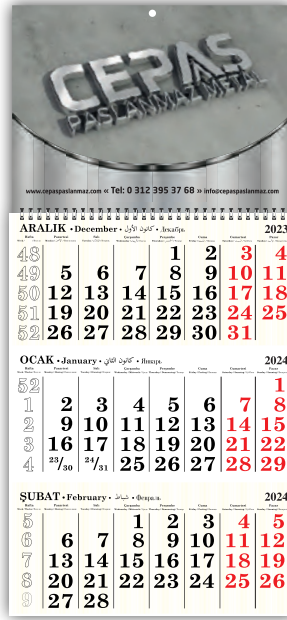 CEPAS
PASLANMAZ METAL
www.cepaspaslanmaz.com « Tel: 0 312 395 37 68 » info@cepaspaslanmaz.com
ARALIK • December • كانون الأول • Декабрь 2023
48 1 2 3 4
49 5 6 7 8 9 10 11
50 12 13 14 15 16 17 18
51 19 20 21 22 23 24 25
52 26 27 28 29 30 31
OCAK • January • كانون الثاني • Январь 2024
52 1
1 2 3 4 5 6 7 8
2 9 10 11 12 13 14 15
3 16 17 18 19 20 21 22
4 23/30 24/31 25 26 27 28 29
ŞUBAT • February • شباط • Февраль 2024
5 1 2 3 4 5
6 6 7 8 9 10 11 12
7 13 14 15 16 17 18 19
8 20 21 22 23 24 25 26
9 27 28